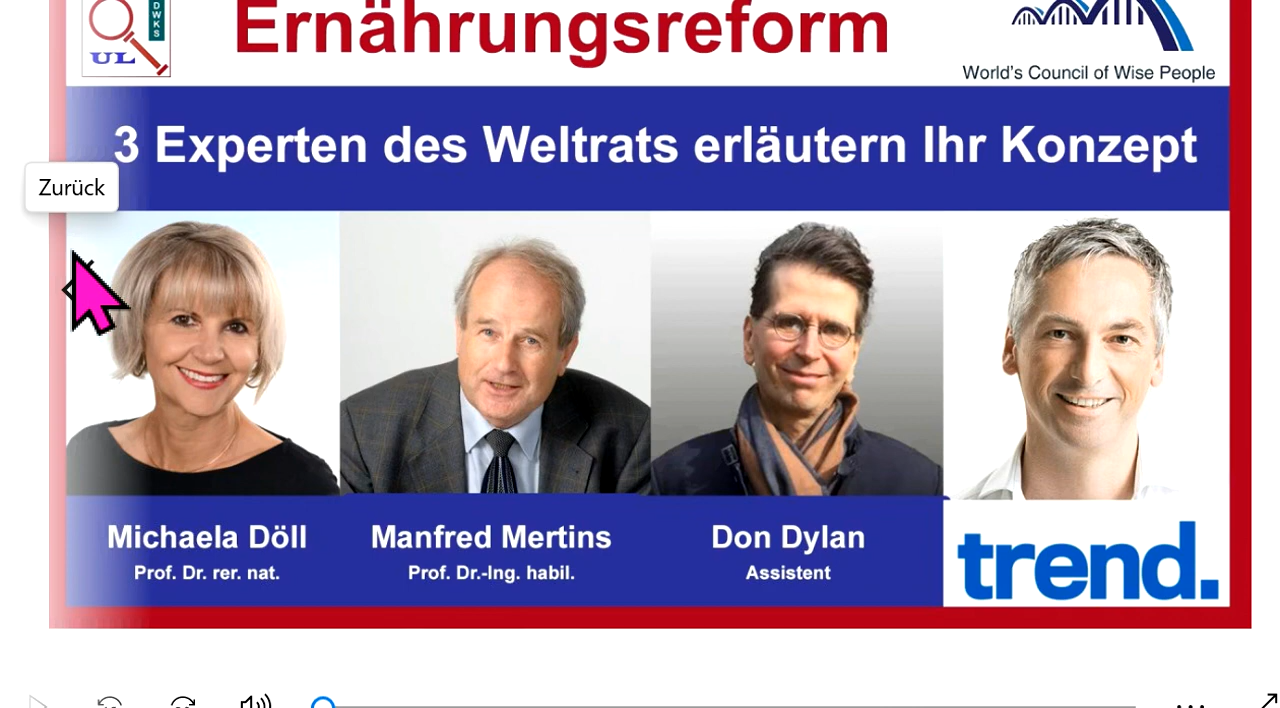 DWKS
UL
Ernährungsreform
World's Council of Wise People
3 Experten des Weltrats erläutern Ihr Konzept
Zurück
Michaela Döll
Prof. Dr. rer. nat.
Manfred Mertins
Prof. Dr.-Ing. habil.
Don Dylan
Assistent
trend.